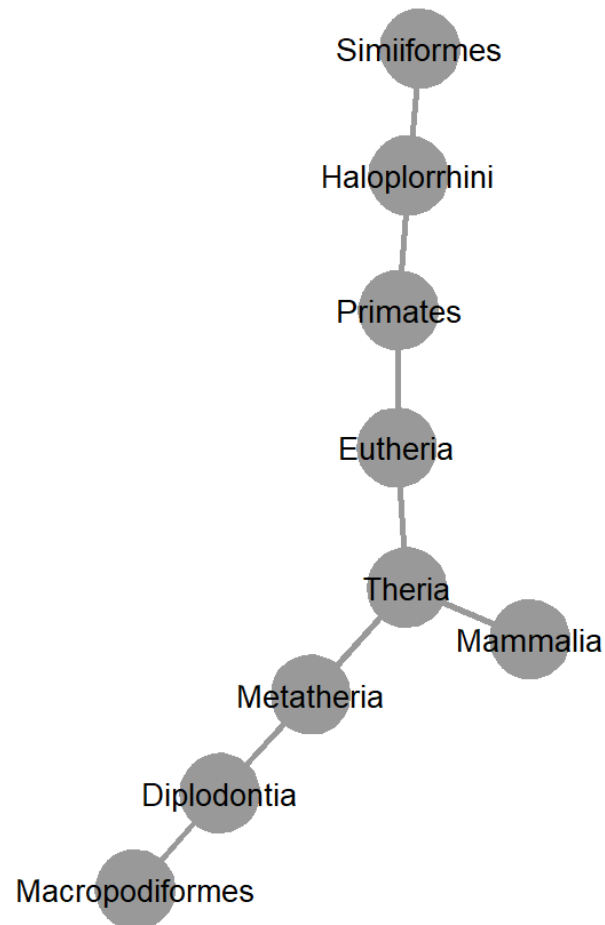 Simiiformes
Haloplorrhini
Primates
Eutheria
Theria
Mammalia
Metatheria
Diplodontia
Macropodiformes